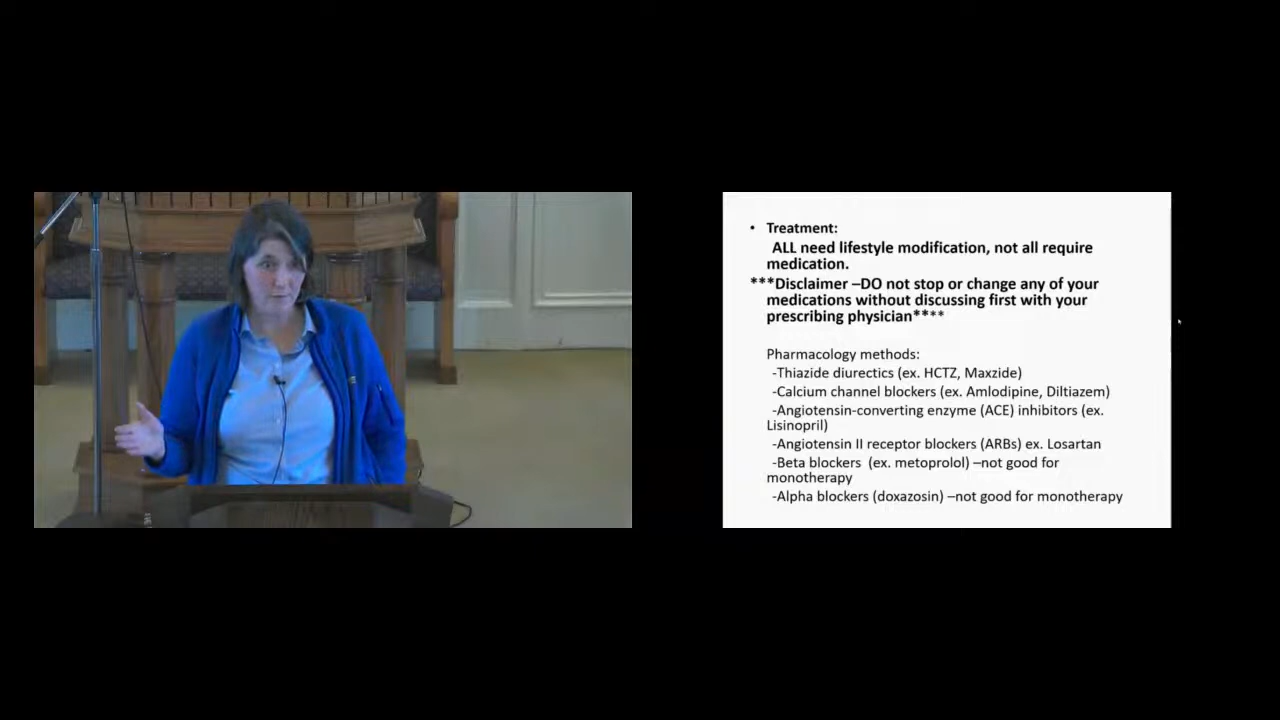 • Treatment:
ALL need lifestyle modification, not all require
medication.
***Disclaimer –DO not stop or change any of your
medications without discussing first with your
prescribing physician****
Pharmacology methods:
-Thiazide diurectics (ex. HCTZ, Maxzide)
-Calcium channel blockers (ex. Amlodipine, Diltiazem)
-Angiotensin-converting enzyme (ACE) inhibitors (ex.
Lisinopril)
-Angiotensin II receptor blockers (ARBs) ex. Losartan
-Beta blockers  (ex. metoprolol) –not good for
monotherapy
-Alpha blockers (doxazosin) –not good for monotherapy